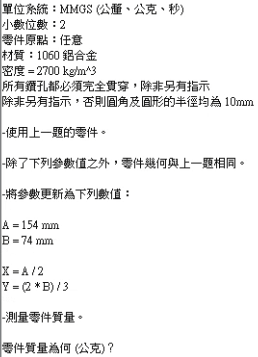 單位系統：MMGS (公釐、公克、秒)
小數位數：2
零件原點：任意
材質：1060 鋁合金
密度 = 2700 kg/m^3
所有鑽孔都必須完全貫穿，除非另有指示
除非另有指示，否則圓角及圓形的半徑均為 10mm
-使用上一題的零件。
-除了下列參數值之外，零件幾何與上一題相同。
-將參數更新為下列數值：
A = 154 mm
B = 74 mm
X = A / 2
Y = (2 * B) / 3
-測量零件質量。
零件質量為何 (公克)？